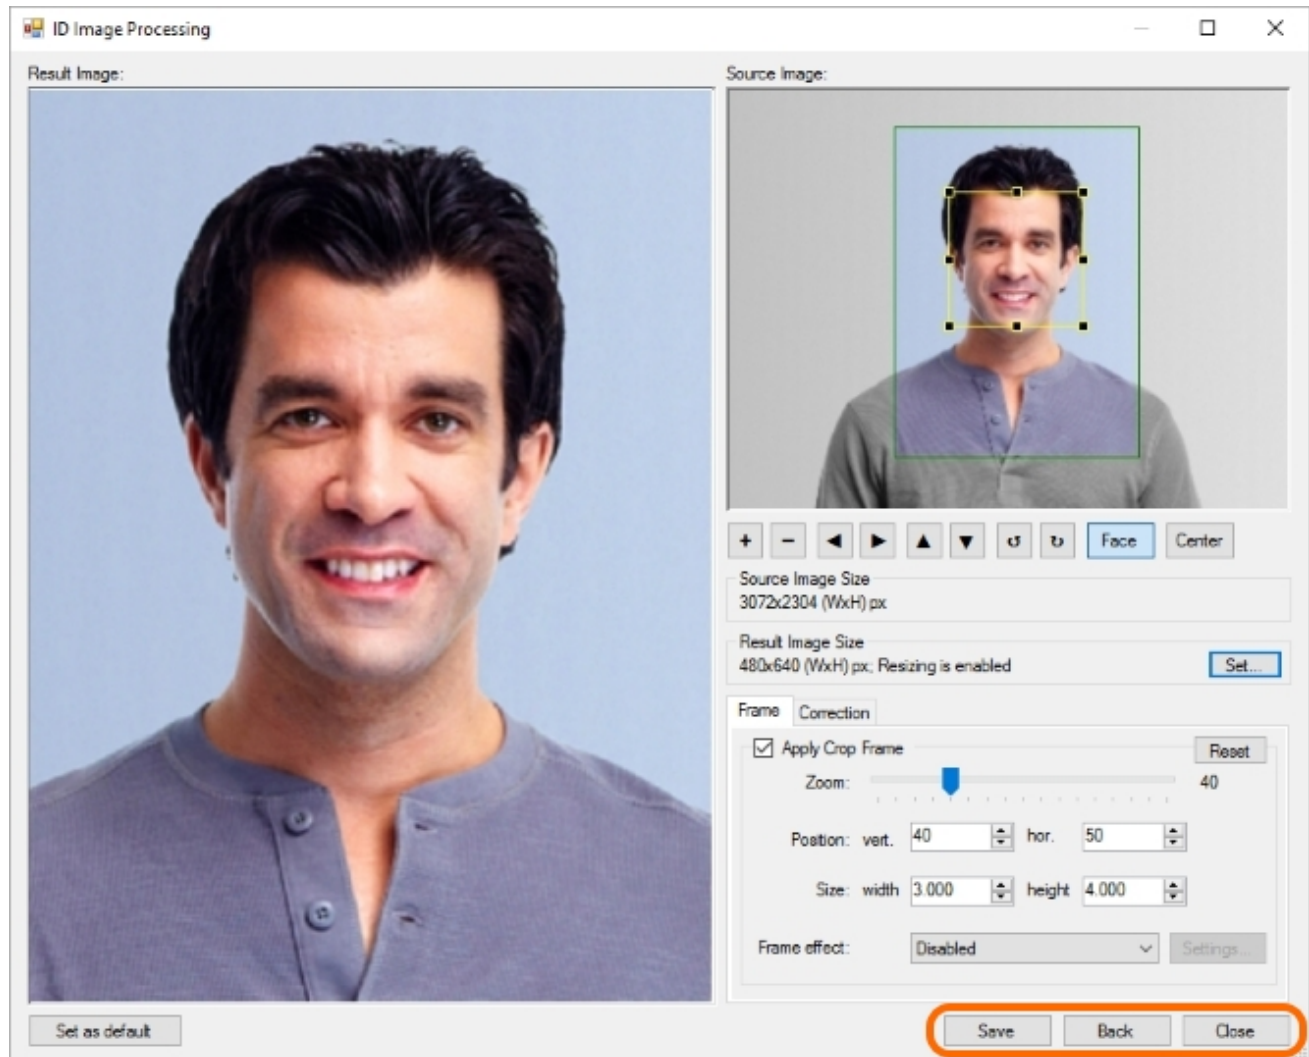 ID Image Processing
Result Image:
Source Image:
+ − ◄ ► ▲ ▼ ↺ ↻ Face Center
Source Image Size
3072x2304 (WxH) px
Result Image Size
480x640 (WxH) px; Resizing is enabled Set...
Frame Correction
Apply Crop Frame Reset
Zoom: 40
Position: vert. 40 hor. 50
Size: width 3.000 height 4.000
Frame effect: Disabled Settings...
Set as default Save Back Close